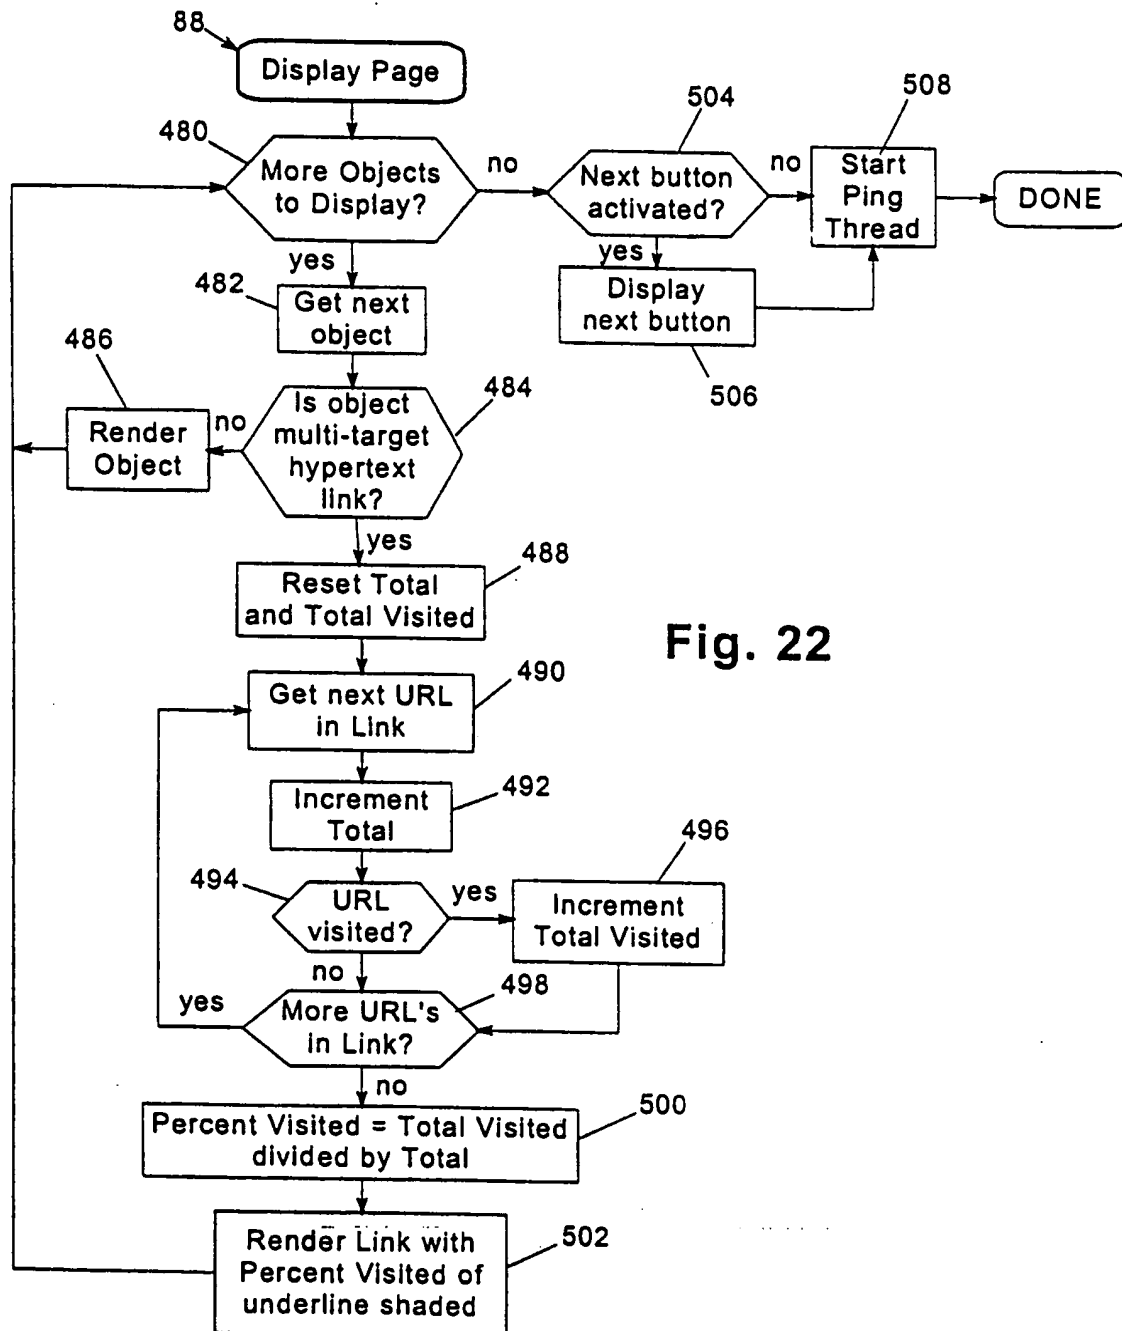 88
Display Page
480
More Objects
to Display?
no
504
Next button
activated?
no
508
Start
Ping
Thread
DONE
yes
yes
482
Get next
object
Display
next button
506
486
Render
Object
no
484
Is object
multi-target
hypertext
link?
yes
488
Reset Total
and Total Visited
Fig. 22
490
Get next URL
in Link
492
Increment
Total
494
URL
visited?
yes
496
Increment
Total Visited
no
yes
498
More URL's
in Link?
no
500
Percent Visited = Total Visited
divided by Total
502
Render Link with
Percent Visited of
underline shaded